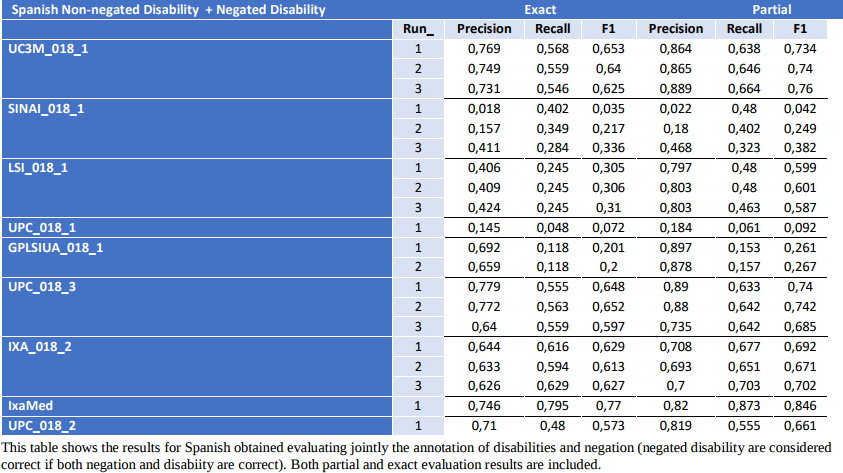 Spanish Non-negated Disability + Negated Disability Exact Partial
Run_ Precision Recall F1 Precision Recall F1
UC3M_018_1 1 0,769 0,568 0,653 0,864 0,638 0,734
2 0,749 0,559 0,64 0,865 0,646 0,74
3 0,731 0,546 0,625 0,889 0,664 0,76
SINAI_018_1 1 0,018 0,402 0,035 0,022 0,48 0,042
2 0,157 0,349 0,217 0,18 0,402 0,249
3 0,411 0,284 0,336 0,468 0,323 0,382
LSI_018_1 1 0,406 0,245 0,305 0,797 0,48 0,599
2 0,409 0,245 0,306 0,803 0,48 0,601
3 0,424 0,245 0,31 0,803 0,463 0,587
UPC_018_1 1 0,145 0,048 0,072 0,184 0,061 0,092
GPLSIUA_018_1 1 0,692 0,118 0,201 0,897 0,153 0,261
2 0,659 0,118 0,2 0,878 0,157 0,267
UPC_018_3 1 0,779 0,555 0,648 0,89 0,633 0,74
2 0,772 0,563 0,652 0,88 0,642 0,742
3 0,64 0,559 0,597 0,735 0,642 0,685
IXA_018_2 1 0,644 0,616 0,629 0,708 0,677 0,692
2 0,633 0,594 0,613 0,693 0,651 0,671
3 0,626 0,629 0,627 0,7 0,703 0,702
IxaMed 1 0,746 0,795 0,77 0,82 0,873 0,846
UPC_018_2 1 0,71 0,48 0,573 0,819 0,555 0,661
This table shows the results for Spanish obtained evaluating jointly the annotation of disabilities and negation (negated disability are considered
correct if both negation and disabiity are correct). Both partial and exact evaluation results are included.